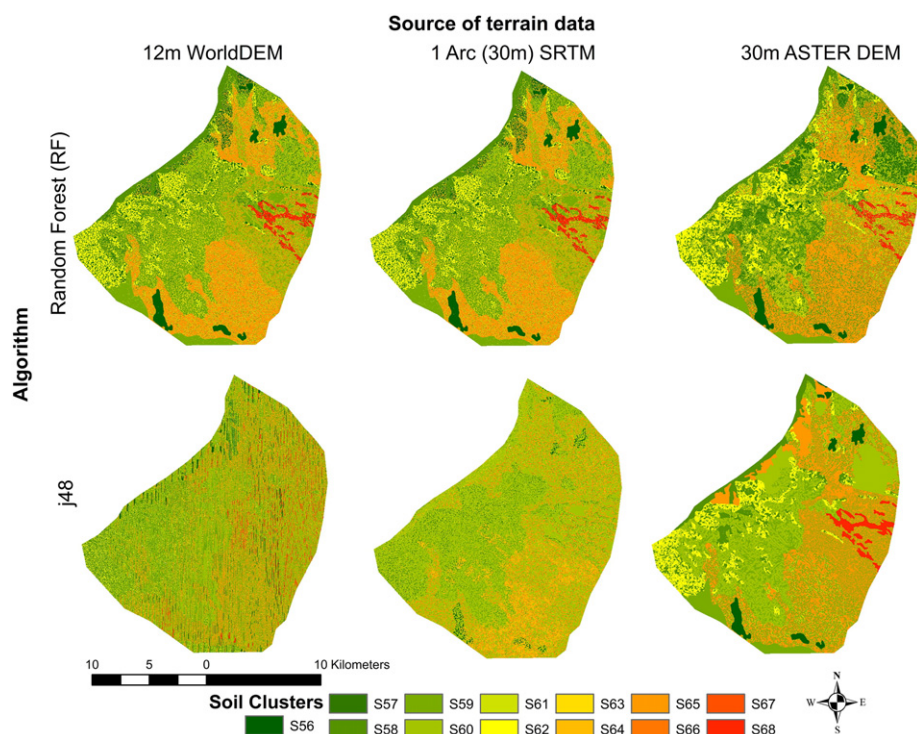 Source of terrain data
12m WorldDEM
1 Arc (30m) SRTM
30m ASTER DEM
Algorithm
Random Forest (RF)
j48
10 5 0 10 Kilometers
Soil Clusters
S56
S57 S59 S61 S63 S65 S67
S58 S60 S62 S64 S66 S68
N
W E
S